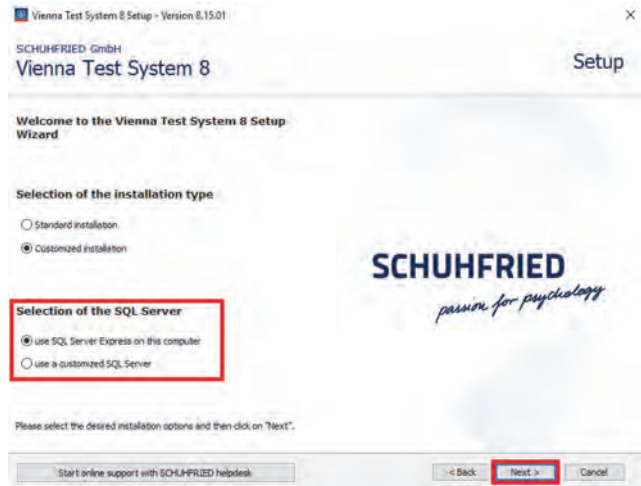 Vienna Test System 8 Setup - Version 8.15.01
SCHUHFRIED GmbH
Vienna Test System 8
Setup
Welcome to the Vienna Test System 8 Setup
Wizard
Selection of the installation type
Standard installation
Customized installation
SCHUHFRIED
passion for psychology
Selection of the SQL Server
use SQL Server Express on this computer
use a customized SQL Server
Please select the desired installation options and then click on "Next".
Start online support with SCHUHFRIED helpdesk
< Back
Next >
Cancel